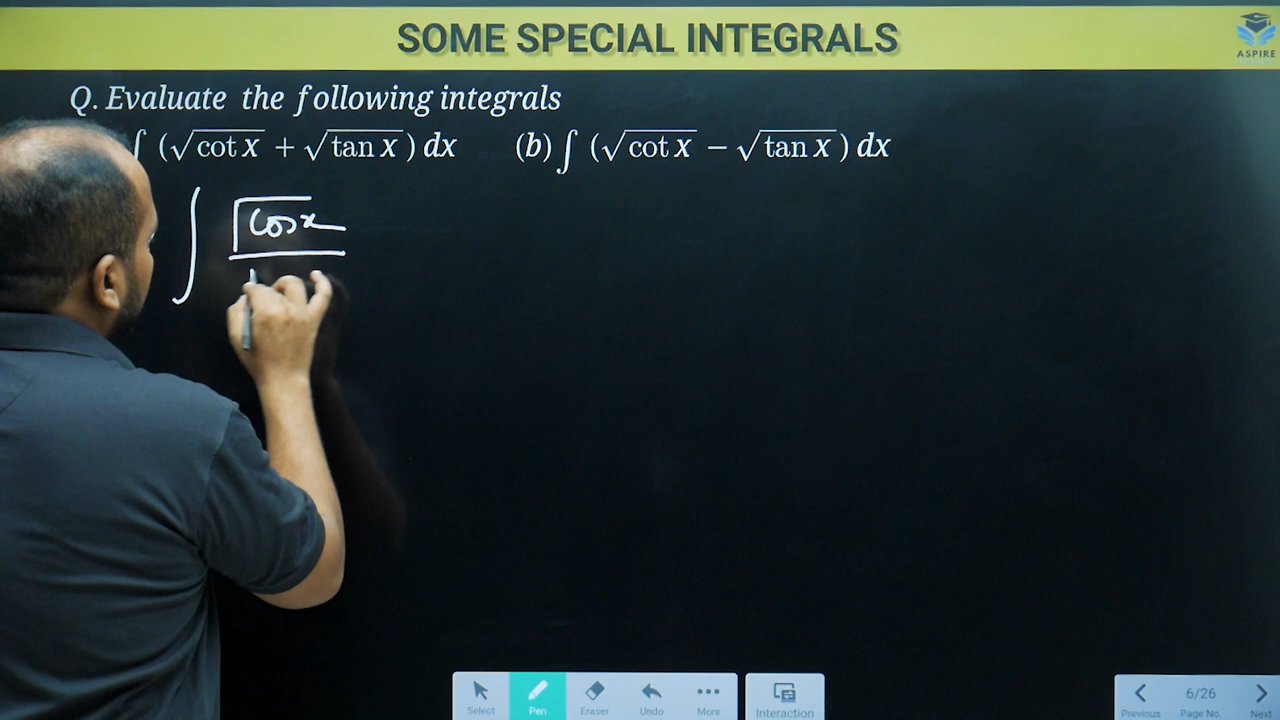 SOME SPECIAL INTEGRALS
ASPIRE
Q. Evaluate the following integrals
∫ (√cot x + √tan x) dx (b) ∫ (√cot x − √tan x) dx
∫ √cos x
Select Pen Eraser Undo More Interaction Previous 6/26 Page No. Next